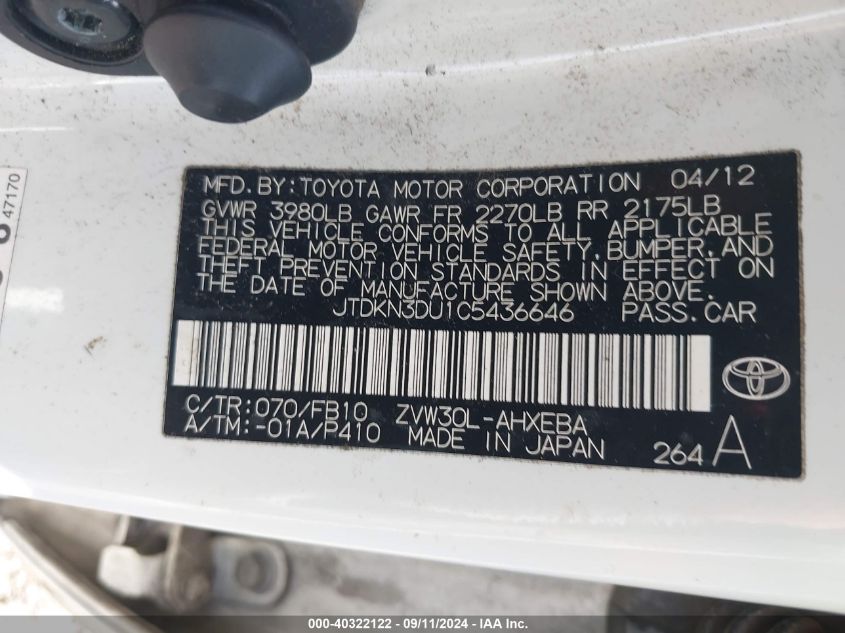 MFD. BY: TOYOTA MOTOR CORPORATION 04/12
GVWR 3980LB GAWR FR 2270LB RR 2175LB
THIS VEHICLE CONFORMS TO ALL APPLICABLE
FEDERAL MOTOR VEHICLE SAFETY, BUMPER, AND
THEFT PREVENTION STANDARDS IN EFFECT ON
THE DATE OF MANUFACTURE SHOWN ABOVE.
JTDKN3DU1C5436646 PASS. CAR
C/TR: 070/FB10 ZVW30L-AHXEBA
A/TM: -01A/P410 MADE IN JAPAN 264 A
47170
000-40322122 - 09/11/2024 - IAA Inc.